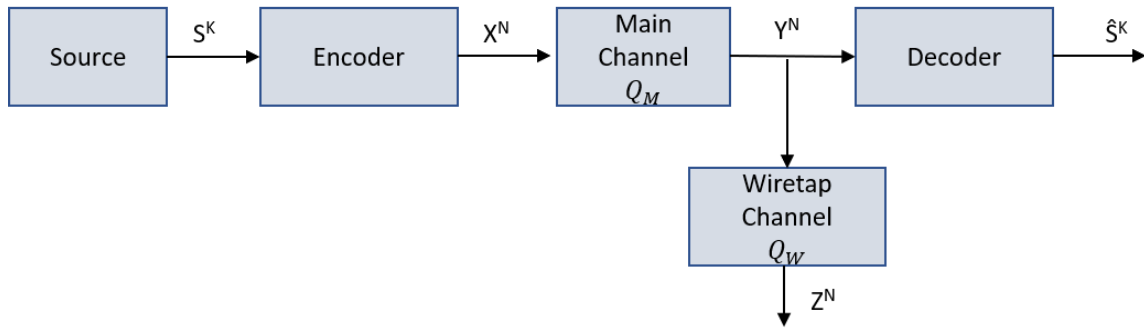 S^K
X^N
Y^N
Ŝ^K
Source
Encoder
Main
Channel
Q_M
Decoder
Wiretap
Channel
Q_W
Z^N